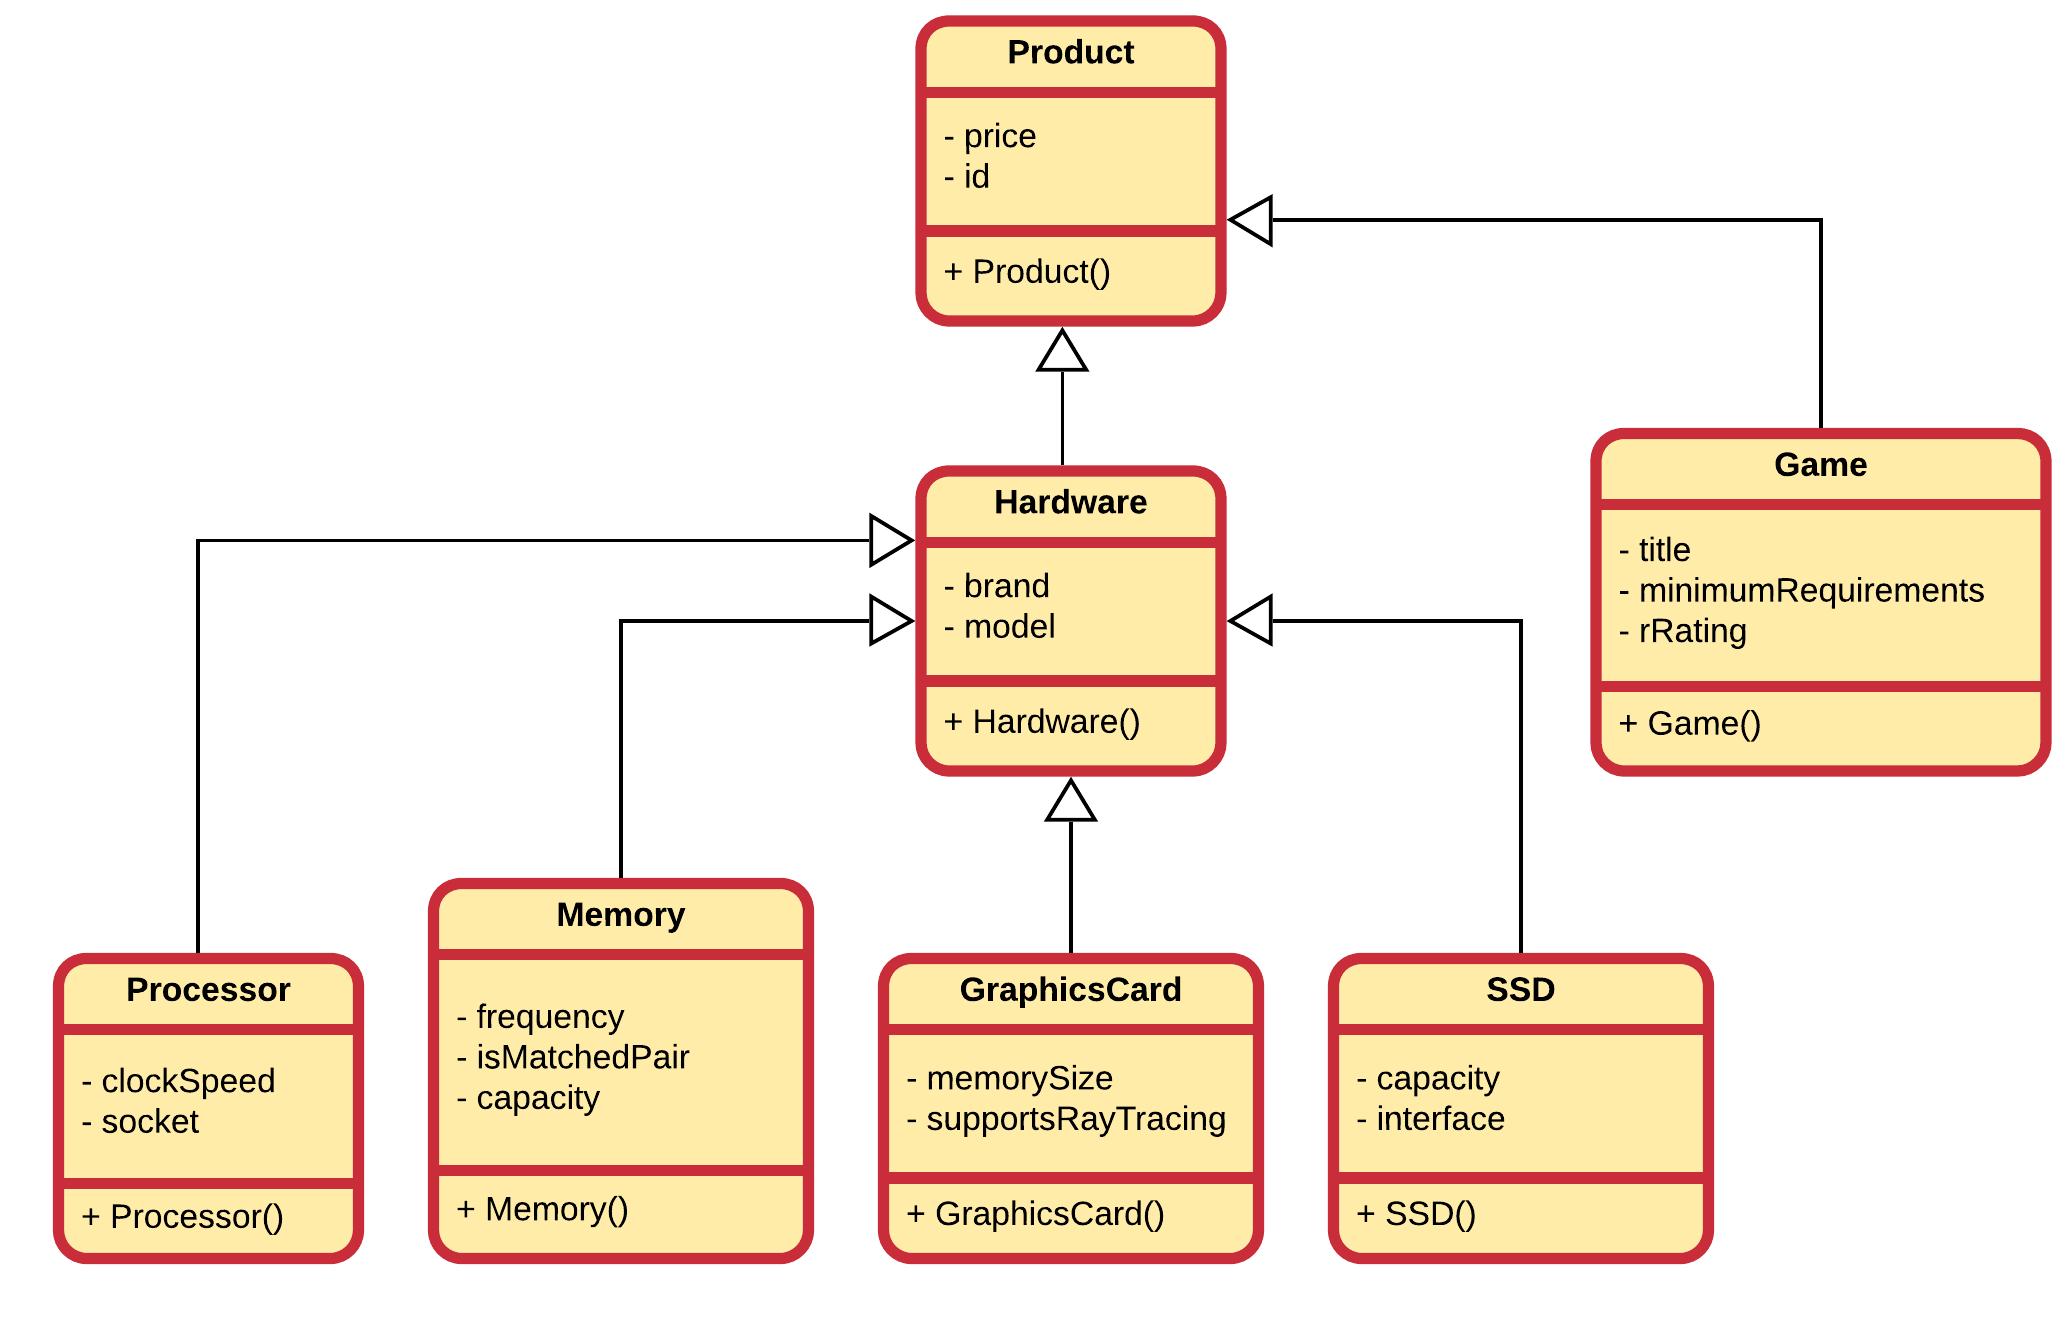 Product
- price
- id
+ Product()
Hardware
- brand
- model
+ Hardware()
Game
- title
- minimumRequirements
- rRating
+ Game()
Processor
- clockSpeed
- socket
+ Processor()
Memory
- frequency
- isMatchedPair
- capacity
+ Memory()
GraphicsCard
- memorySize
- supportsRayTracing
+ GraphicsCard()
SSD
- capacity
- interface
+ SSD()